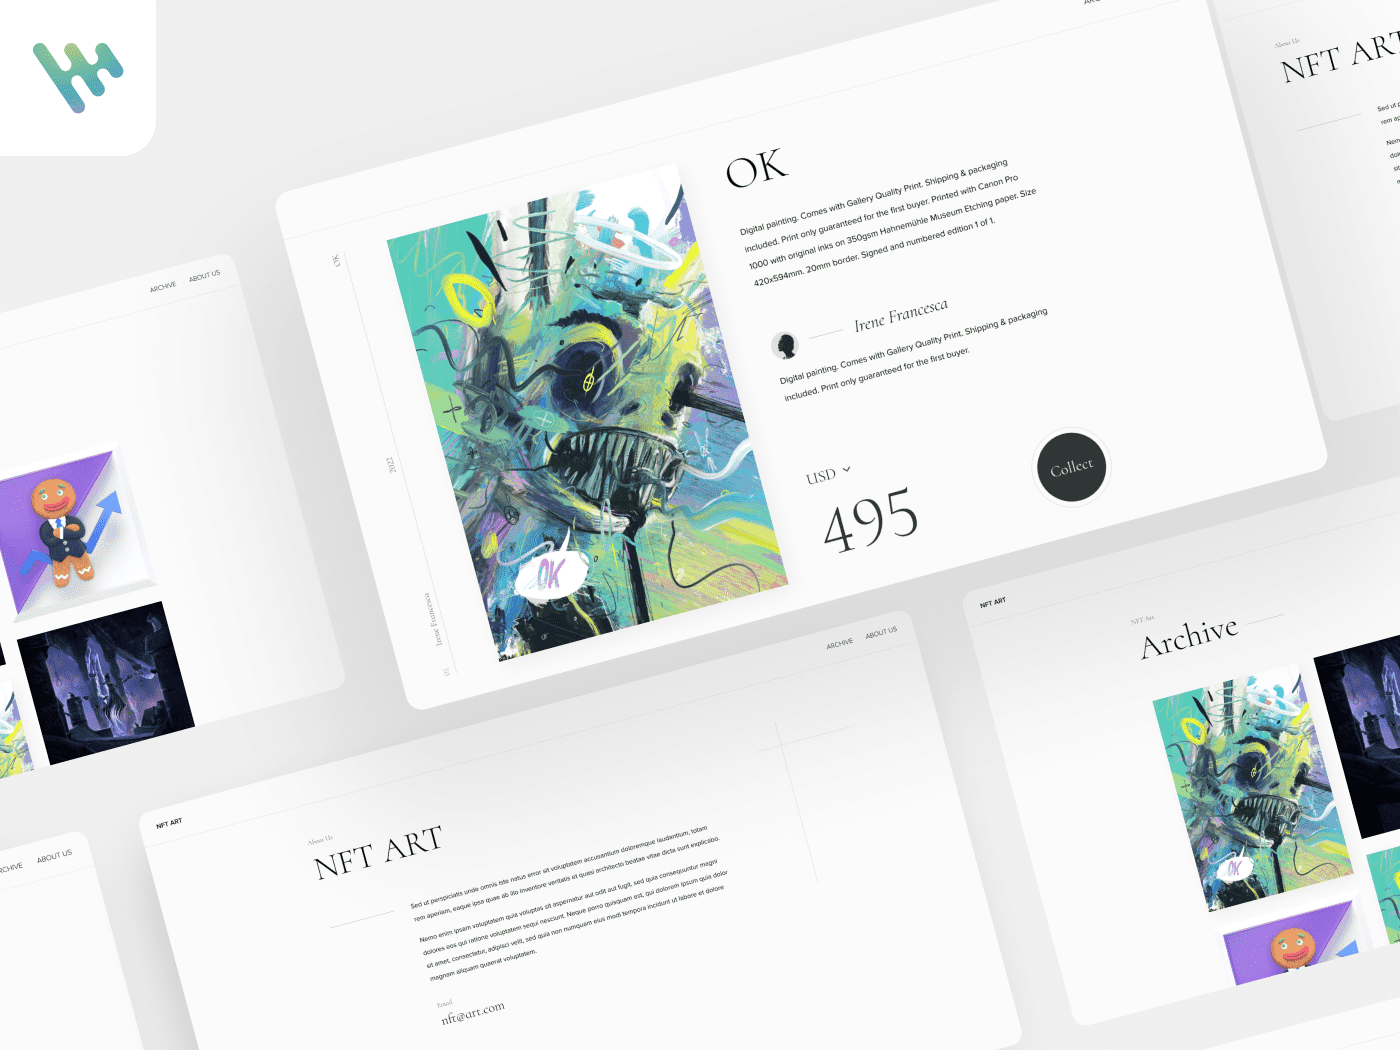 ARCHIVE ABOUT US
OK
2022
Irene Francesca
OK
OK
Digital painting. Comes with Gallery Quality Print. Shipping & packaging
included. Print only guaranteed for the first buyer. Printed with Canon Pro
1000 with original inks on 350gsm Hahnemühle Museum Etching paper. Size
420x594mm. 20mm border. Signed and numbered edition 1 of 1.
Irene Francesca
Digital painting. Comes with Gallery Quality Print. Shipping & packaging
included. Print only guaranteed for the first buyer.
USD
495
Collect
About Us
NFT ART
Sed ut
rem ap
Nem
ABOUT US
NFT ART
ARCHIVE ABOUT US
About Us
NFT ART
Sed ut perspiciatis unde omnis iste natus error sit voluptatem accusantium doloremque laudantium, totam
rem aperiam, eaque ipsa quae ab illo inventore veritatis et quasi architecto beatae vitae dicta sunt explicabo.
Nemo enim ipsam voluptatem quia voluptas sit aspernatur aut odit aut fugit, sed quia consequuntur magni
dolores eos qui ratione voluptatem sequi nesciunt. Neque porro quisquam est, qui dolorem ipsum quia dolor
sit amet, consectetur, adipisci velit, sed quia non numquam eius modi tempora incidunt ut labore et dolore
magnam aliquam quaerat voluptatem.
Email
nft@art.com
NFT ART
NFT Art
Archive
OK